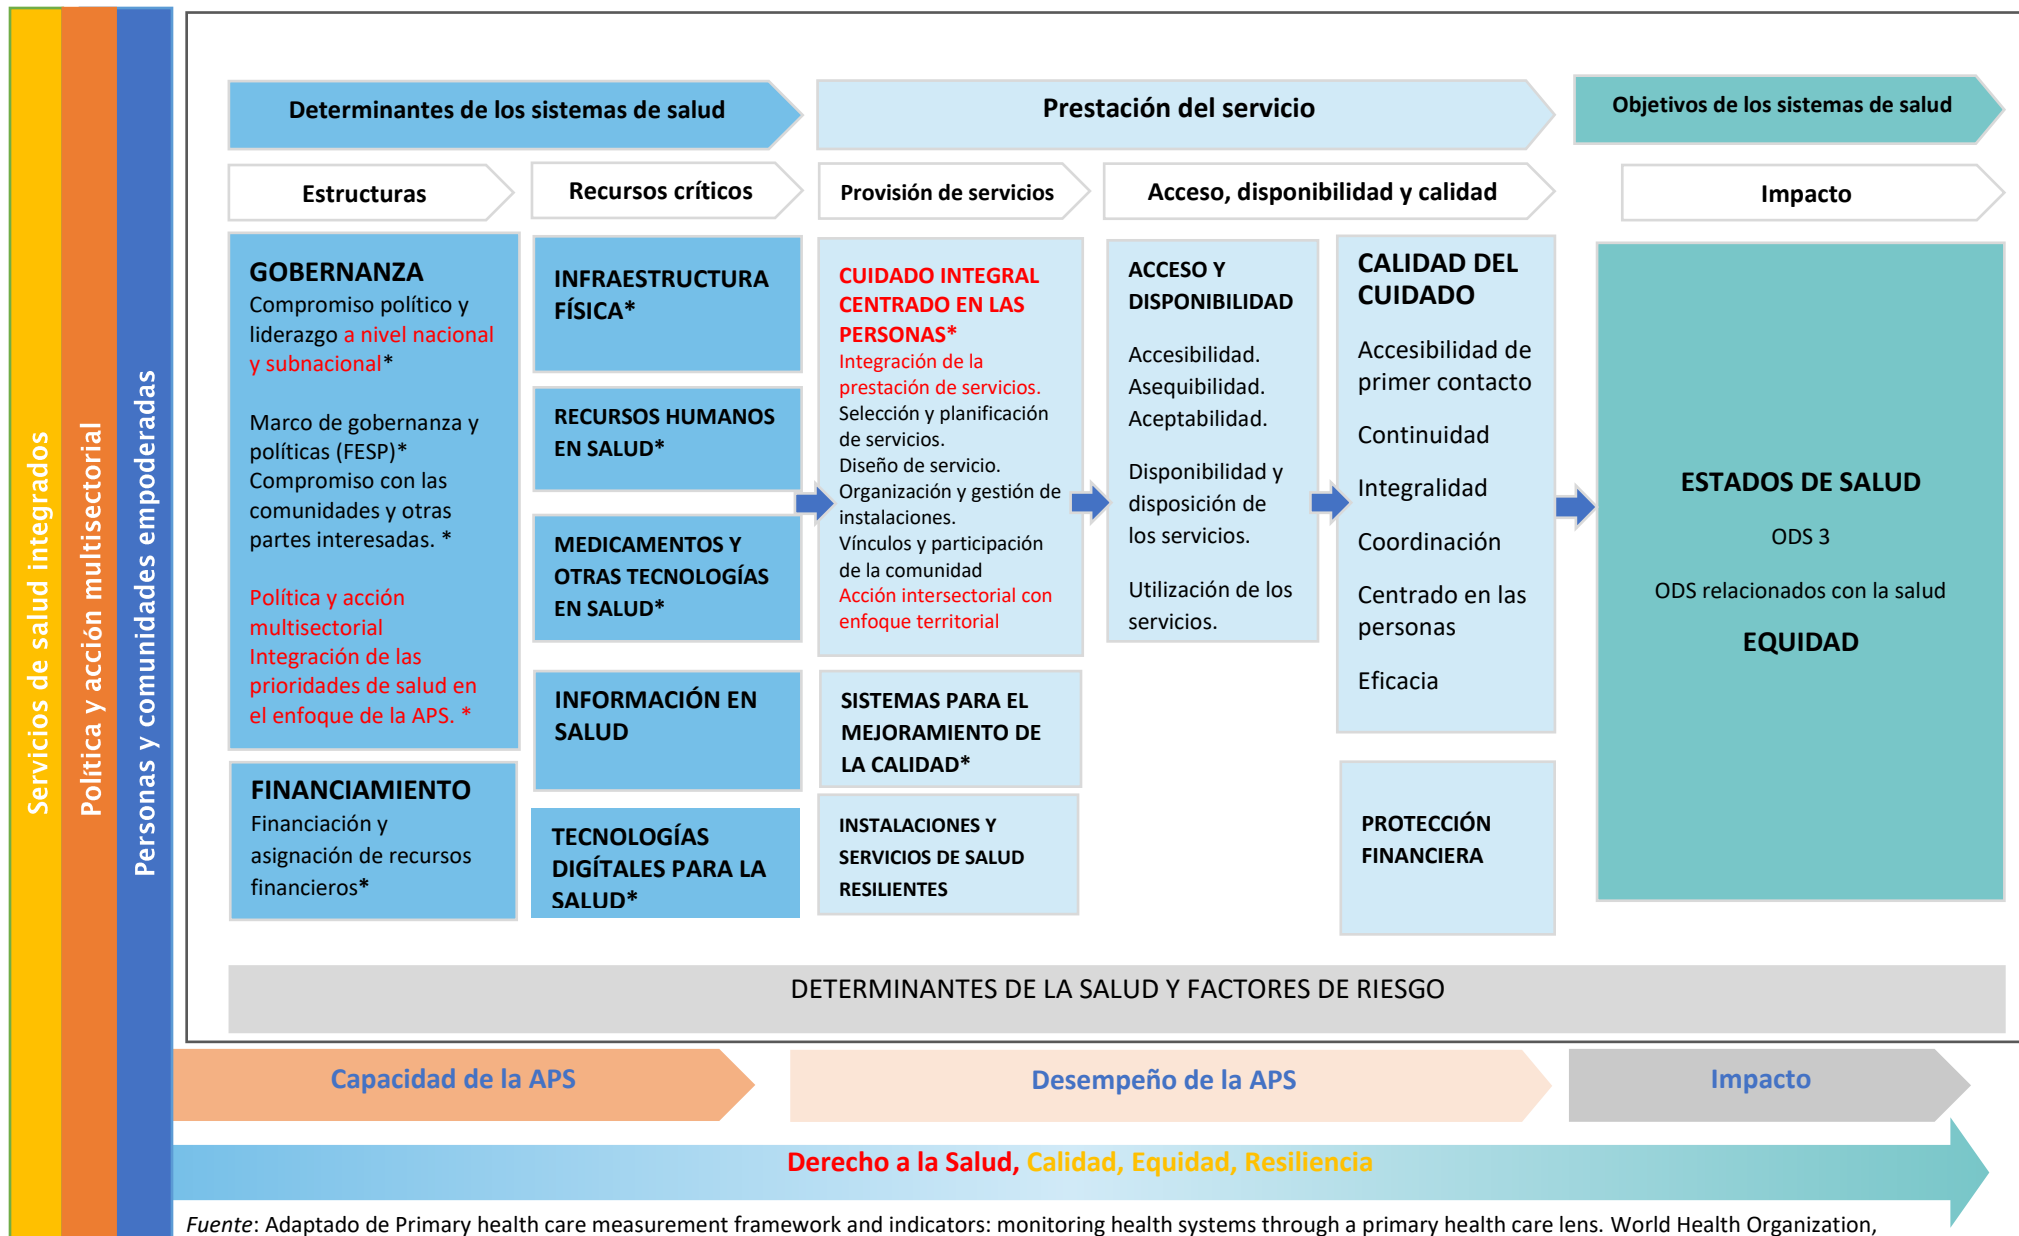 Servicios de salud integrados
Política y acción multisectorial
Personas y comunidades empoderadas
Determinantes de los sistemas de salud
Prestación del servicio
Objetivos de los sistemas de salud
Estructuras
Recursos críticos
Provisión de servicios
Acceso, disponibilidad y calidad
Impacto
GOBERNANZA
Compromiso político y
liderazgo a nivel nacional
y subnacional*
Marco de gobernanza y
políticas (FESP)*
Compromiso con las
comunidades y otras
partes interesadas. *
Política y acción
multisectorial
Integración de las
prioridades de salud en
el enfoque de la APS. *
FINANCIAMIENTO
Financiación y
asignación de recursos
financieros*
INFRAESTRUCTURA
FÍSICA*
RECURSOS HUMANOS
EN SALUD*
MEDICAMENTOS Y
OTRAS TECNOLOGÍAS
EN SALUD*
INFORMACIÓN EN
SALUD
TECNOLOGÍAS
DIGÍTALES PARA LA
SALUD*
CUIDADO INTEGRAL
CENTRADO EN LAS
PERSONAS*
Integración de la
prestación de servicios.
Selección y planificación
de servicios.
Diseño de servicio.
Organización y gestión de
instalaciones.
Vínculos y participación
de la comunidad
Acción intersectorial con
enfoque territorial
SISTEMAS PARA EL
MEJORAMIENTO DE
LA CALIDAD*
INSTALACIONES Y
SERVICIOS DE SALUD
RESILIENTES
ACCESO Y
DISPONIBILIDAD
Accesibilidad.
Asequibilidad.
Aceptabilidad.
Disponibilidad y
disposición de
los servicios.
Utilización de los
servicios.
CALIDAD DEL
CUIDADO
Accesibilidad de
primer contacto
Continuidad
Integralidad
Coordinación
Centrado en las
personas
Eficacia
PROTECCIÓN
FINANCIERA
ESTADOS DE SALUD
ODS 3
ODS relacionados con la salud
EQUIDAD
DETERMINANTES DE LA SALUD Y FACTORES DE RIESGO
Capacidad de la APS
Desempeño de la APS
Impacto
Derecho a la Salud, Calidad, Equidad, Resiliencia
Fuente: Adaptado de Primary health care measurement framework and indicators: monitoring health systems through a primary health care lens. World Health Organization,